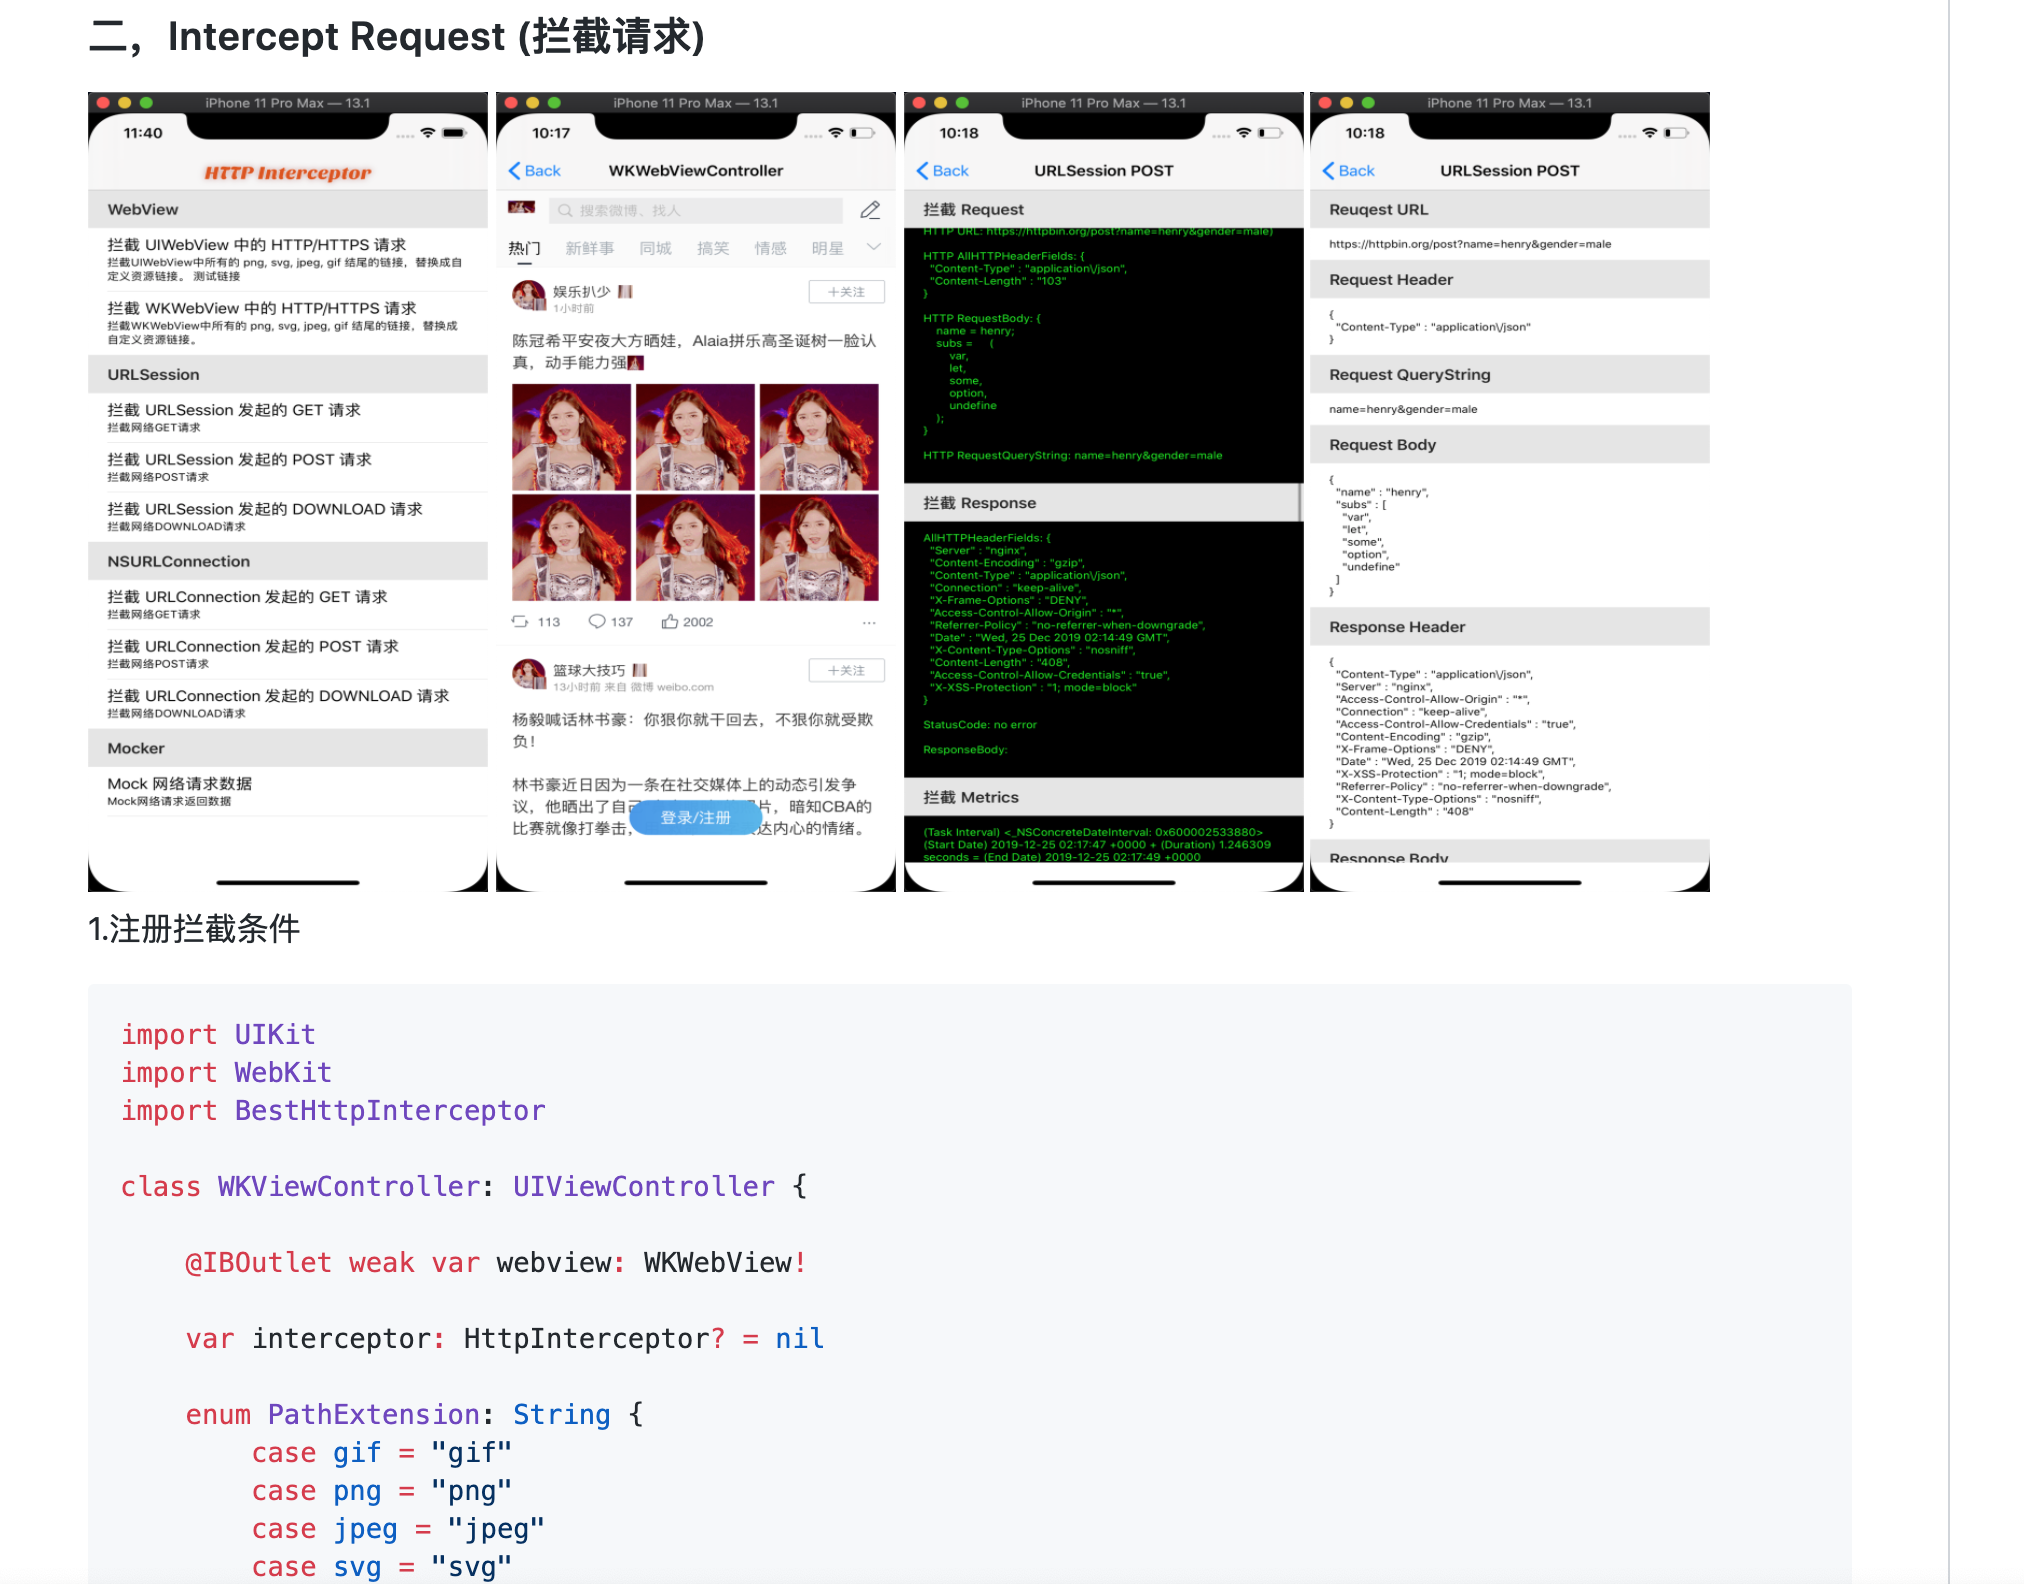 二，Intercept Request (拦截请求)
iPhone 11 Pro Max — 13.1
11:40
HTTP Interceptor
WebView
拦截 UIWebView 中的 HTTP/HTTPS 请求
拦截UIWebView中所有的 png, svg, jpeg, gif 结尾的链接，替换成自
定义资源链接。 测试链接
拦截 WKWebView 中的 HTTP/HTTPS 请求
拦截WKWebView中所有的 png, svg, jpeg, gif 结尾的链接，替换成
自定义资源链接。
URLSession
拦截 URLSession 发起的 GET 请求
拦截网络GET请求
拦截 URLSession 发起的 POST 请求
拦截网络POST请求
拦截 URLSession 发起的 DOWNLOAD 请求
拦截网络DOWNLOAD请求
NSURLConnection
拦截 URLConnection 发起的 GET 请求
拦截网络GET请求
拦截 URLConnection 发起的 POST 请求
拦截网络POST请求
拦截 URLConnection 发起的 DOWNLOAD 请求
拦截网络DOWNLOAD请求
Mocker
Mock 网络请求数据
Mock网络请求返回数据
iPhone 11 Pro Max — 13.1
10:17
Back
WKWebViewController
搜索微博、找人
热门 新鲜事 同城 搞笑 情感 明星
娱乐扒少
+关注
1小时前
陈冠希平安夜大方晒娃，Alaia拼乐高圣诞树一脸认
真，动手能力强
113 137 2002 ...
篮球大技巧
+关注
13小时前 来自 微博 weibo.com
杨毅喊话林书豪：你狠你就干回去，不狠你就受欺
负！
林书豪近日因为一条在社交媒体上的动态引发争
议，他晒出了自己 片，暗知CBA的
比赛就像打拳击， 达内心的情绪。
登录/注册
iPhone 11 Pro Max — 13.1
10:18
Back
URLSession POST
拦截 Request
HTTP URL: https://httpbin.org/post?name=henry&gender=male)
HTTP AllHTTPHeaderFields: {
"Content-Type" : "application\/json",
"Content-Length" : "103"
}
HTTP RequestBody: {
name = henry;
subs = (
var,
let,
some,
option,
undefine
);
}
HTTP RequestQueryString: name=henry&gender=male
拦截 Response
AllHTTPHeaderFields: {
"Server" : "nginx",
"Content-Encoding" : "gzip",
"Content-Type" : "application\/json",
"Connection" : "keep-alive",
"X-Frame-Options" : "DENY",
"Access-Control-Allow-Origin" : "*",
"Referrer-Policy" : "no-referrer-when-downgrade",
"Date" : "Wed, 25 Dec 2019 02:14:49 GMT",
"X-Content-Type-Options" : "nosniff",
"Content-Length" : "408",
"Access-Control-Allow-Credentials" : "true",
"X-XSS-Protection" : "1; mode=block"
}
StatusCode: no error
ResponseBody:
拦截 Metrics
(Task Interval) <_NSConcreteDateInterval: 0x600002533880>
(Start Date) 2019-12-25 02:17:47 +0000 + (Duration) 1.246309
seconds = (End Date) 2019-12-25 02:17:49 +0000
iPhone 11 Pro Max — 13.1
10:18
Back
URLSession POST
Reuqest URL
https://httpbin.org/post?name=henry&gender=male
Request Header
{
"Content-Type" : "application\/json"
}
Request QueryString
name=henry&gender=male
Request Body
{
"name" : "henry",
"subs" : [
"var",
"let",
"some",
"option",
"undefine"
]
}
Response Header
{
"Content-Type" : "application\/json",
"Server" : "nginx",
"Access-Control-Allow-Origin" : "*",
"Connection" : "keep-alive",
"Access-Control-Allow-Credentials" : "true",
"Content-Encoding" : "gzip",
"X-Frame-Options" : "DENY",
"Date" : "Wed, 25 Dec 2019 02:14:49 GMT",
"X-XSS-Protection" : "1; mode=block",
"Referrer-Policy" : "no-referrer-when-downgrade",
"X-Content-Type-Options" : "nosniff",
"Content-Length" : "408"
}
Response Body
1.注册拦截条件
import UIKit
import WebKit
import BestHttpInterceptor
class WKViewController: UIViewController {
@IBOutlet weak var webview: WKWebView!
var interceptor: HttpInterceptor? = nil
enum PathExtension: String {
case gif = "gif"
case png = "png"
case jpeg = "jpeg"
case svg = "svg"